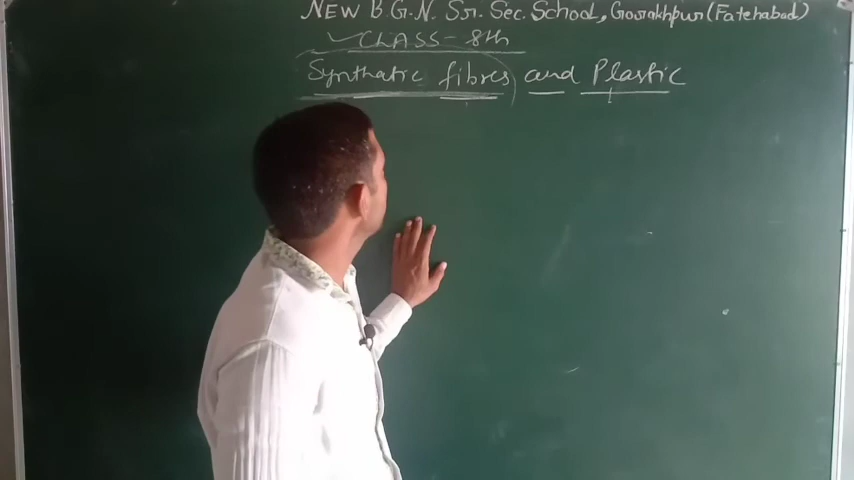 NEW B.G.N. Sr. Sec. School, Gorakhpur (Fatehabad)
CLASS - 8th
Synthatic fibres and Plastic